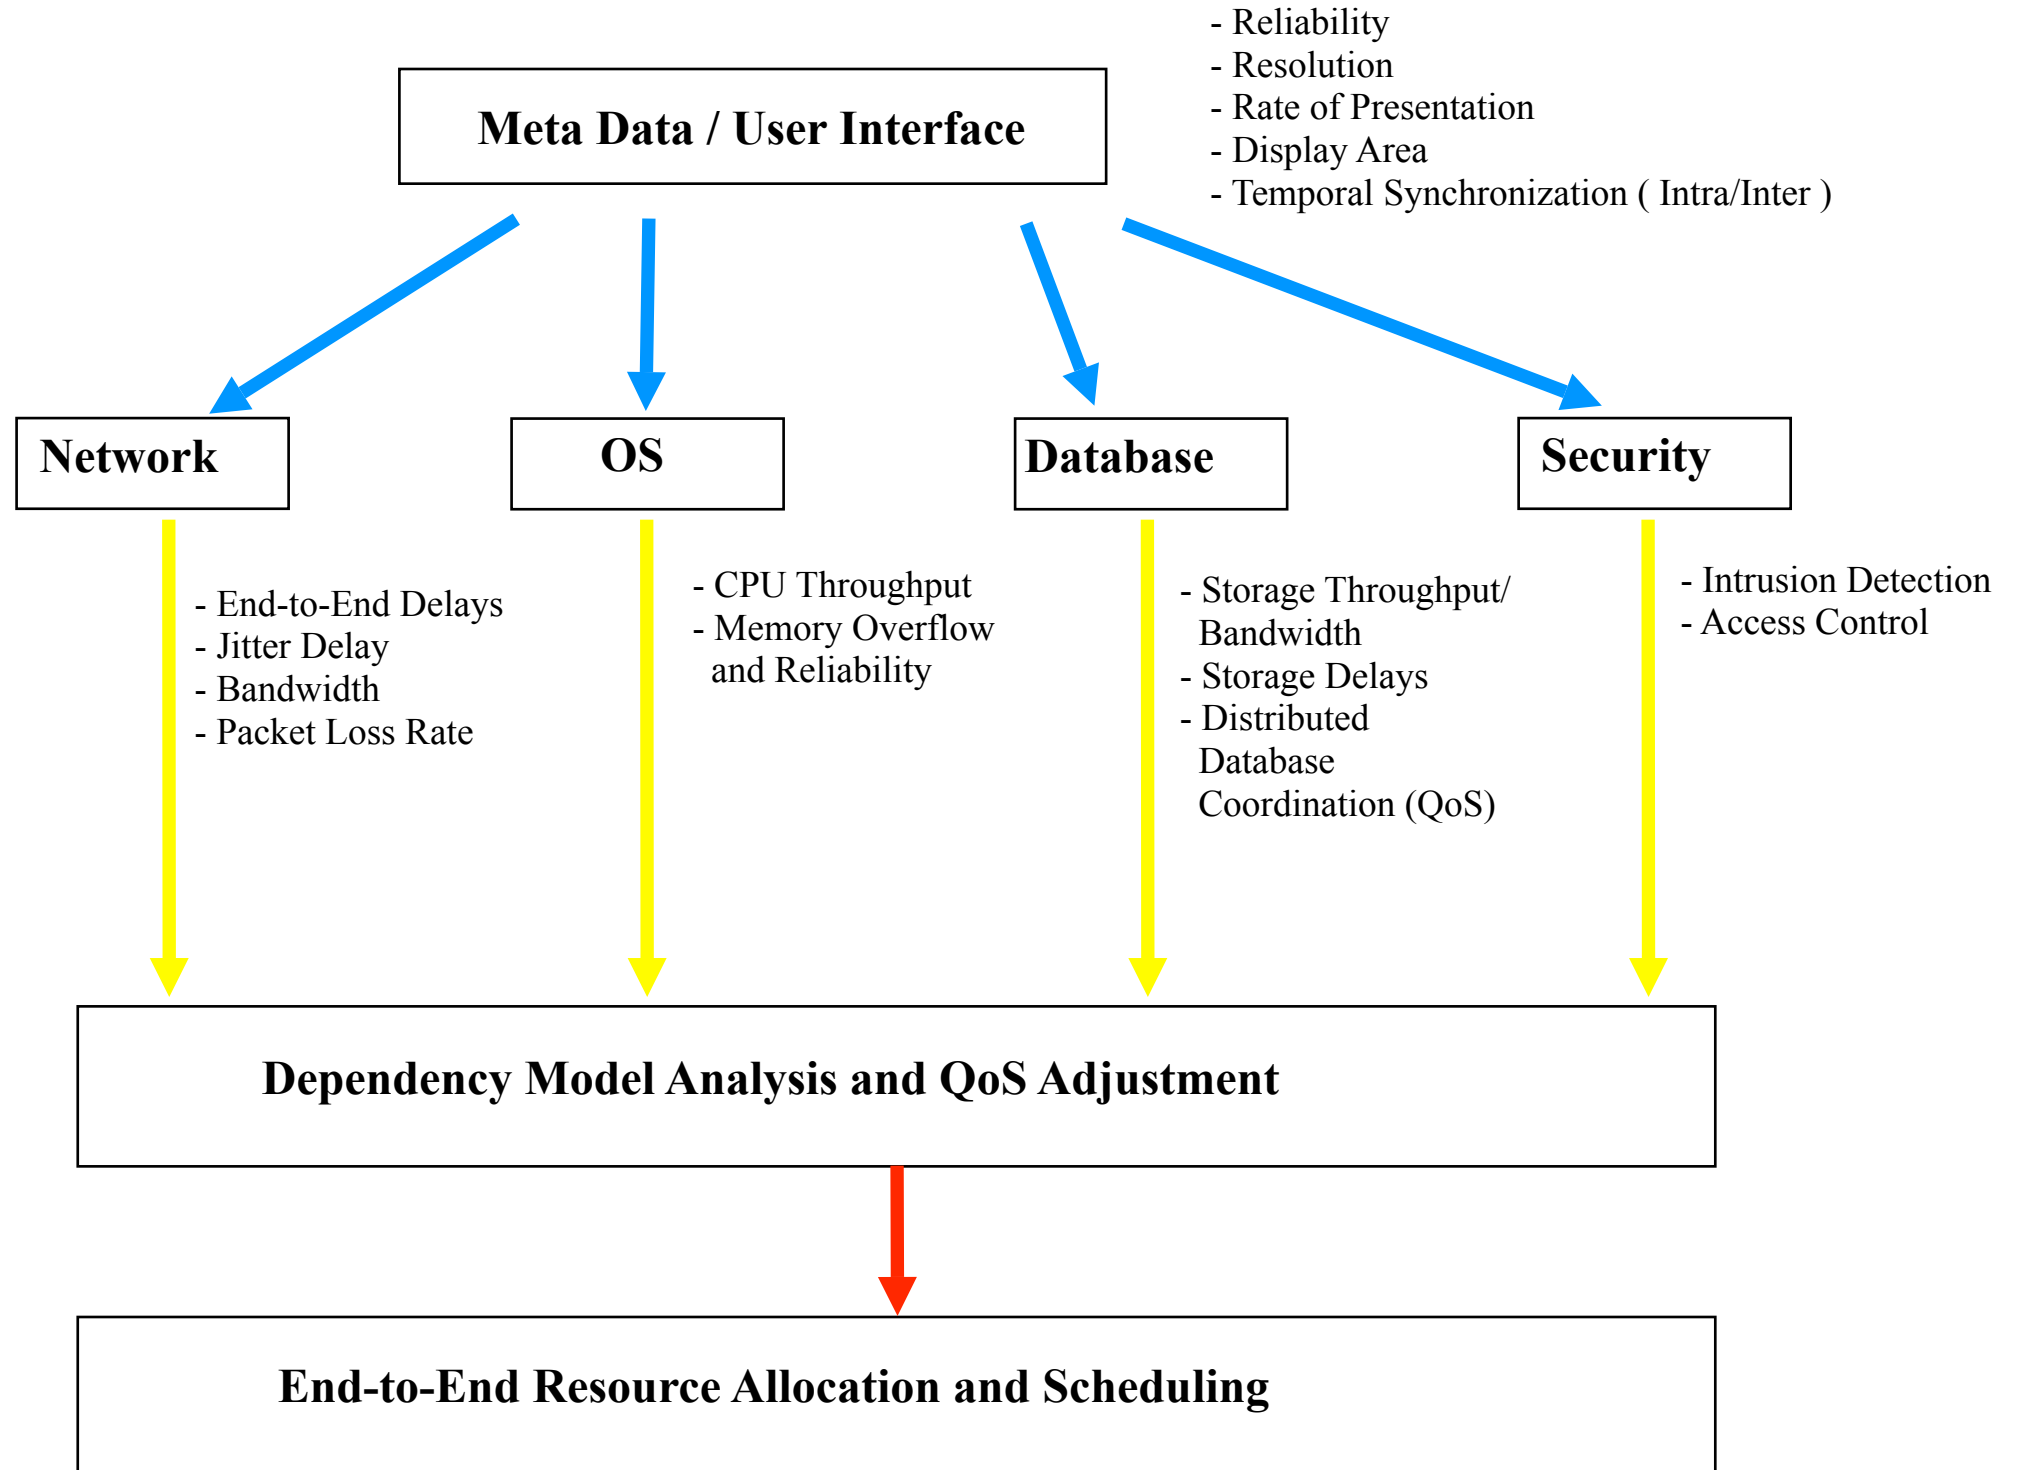 - Reliability
- Resolution
- Rate of Presentation
- Display Area
- Temporal Synchronization ( Intra/Inter )
Meta Data / User Interface
Network
OS
Database
Security
- End-to-End Delays
- Jitter Delay
- Bandwidth
- Packet Loss Rate
- CPU Throughput
- Memory Overflow
and Reliability
- Storage Throughput/
Bandwidth
- Storage Delays
- Distributed
Database
Coordination (QoS)
- Intrusion Detection
- Access Control
Dependency Model Analysis and QoS Adjustment
End-to-End Resource Allocation and Scheduling